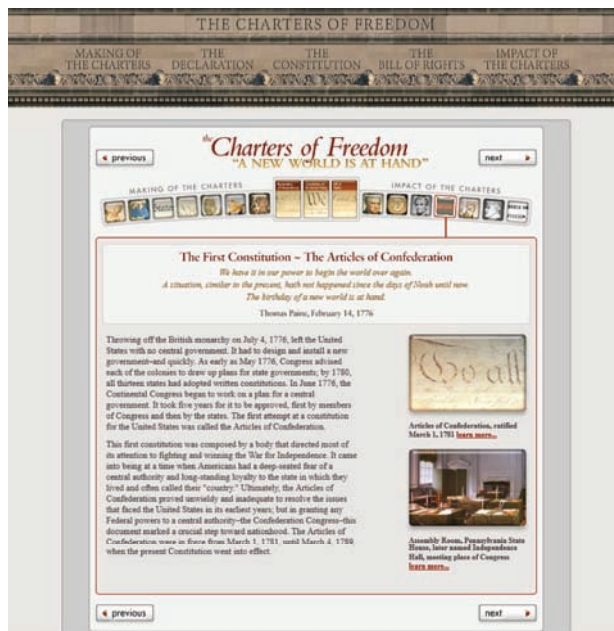 THE CHARTERS OF FREEDOM
MAKING OF
THE CHARTERS
THE
DECLARATION
THE
CONSTITUTION
THE
BILL OF RIGHTS
IMPACT OF
THE CHARTERS
previous
the Charters of Freedom
"A NEW WORLD IS AT HAND"
next
MAKING OF THE CHARTERS
IMPACT OF THE CHARTERS
We
The First Constitution ~ The Articles of Confederation
We have it in our power to begin the world over again.
A situation, similar to the present, hath not happened since the days of Noah until now.
The birthday of a new world is at hand.
Thomas Paine, February 14, 1776
Throwing off the British monarchy on July 4, 1776, left the United
States with no central government. It had to design and install a new
government–and quickly. As early as May 1776, Congress advised
each of the colonies to draw up plans for state governments; by 1780,
all thirteen states had adopted written constitutions. In June 1776, the
Continental Congress began to work on a plan for a central
government. It took five years for it to be approved, first by members
of Congress and then by the states. The first attempt at a constitution
for the United States was called the Articles of Confederation.
This first constitution was composed by a body that directed most of
its attention to fighting and winning the War for Independence. It came
into being at a time when Americans had a deep-seated fear of a
central authority and long-standing loyalty to the state in which they
lived and often called their "country." Ultimately, the Articles of
Confederation proved unwieldy and inadequate to resolve the issues
that faced the United States in its earliest years; but in granting any
Federal powers to a central authority–the Confederation Congress–this
document marked a crucial step toward nationhood. The Articles of
Confederation were in force from March 1, 1781, until March 4, 1789,
when the present Constitution went into effect.
To all
Articles of Confederation, ratified
March 1, 1781 learn more...
Assembly Room, Pennsylvania State
House, later named Independence
Hall, meeting place of Congress
learn more...
previous
next